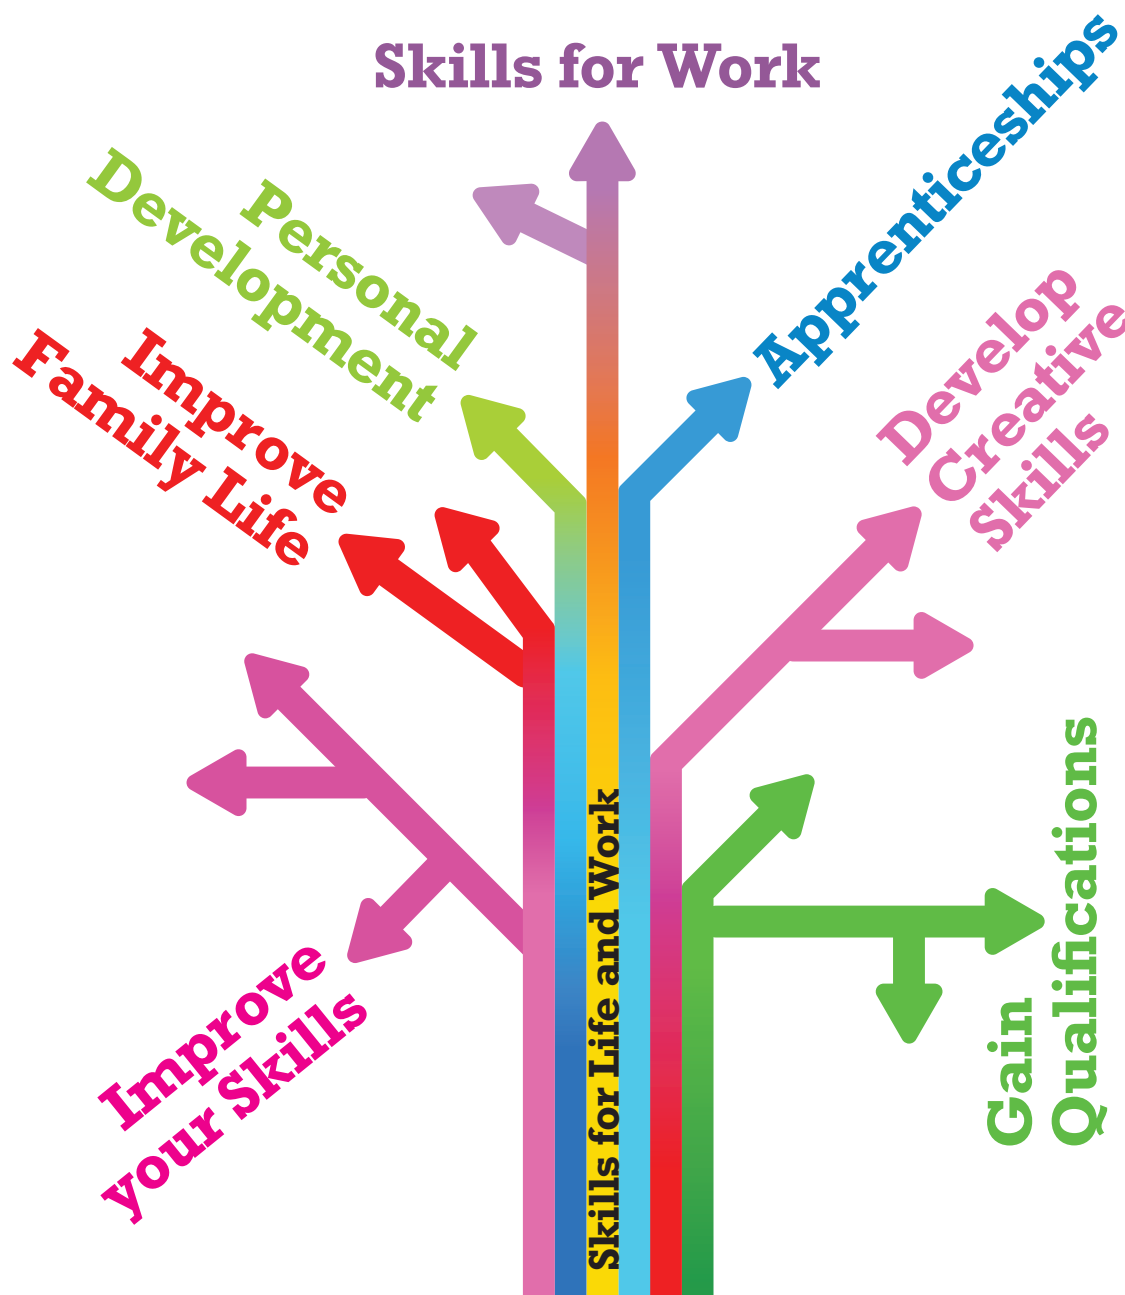 Skills for Work
Personal
Development
Apprenticeships
Improve
Family Life
Develop
Creative
Skills
Improve
your Skills
Gain
Qualifications
Skills for Life and Work